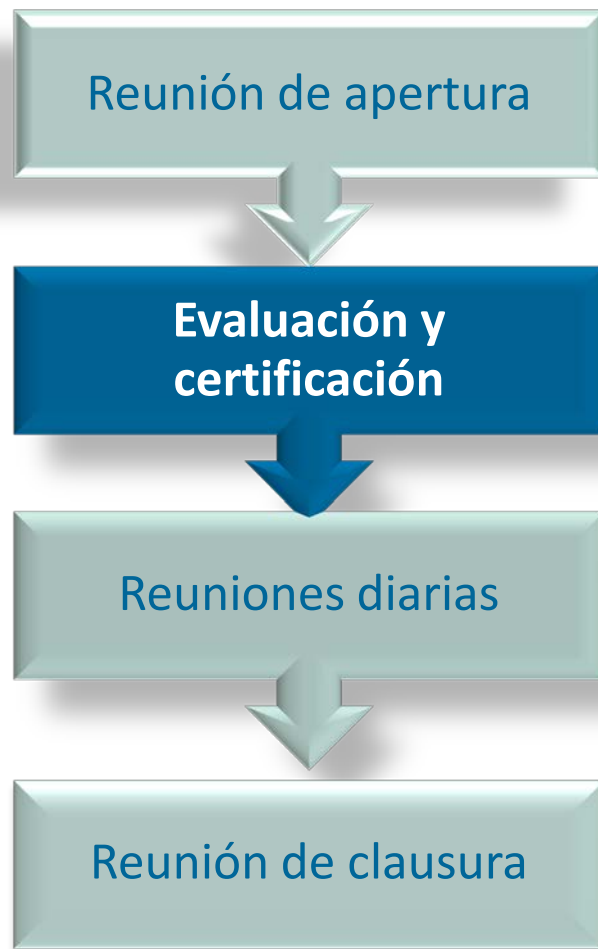 Reunión de apertura
Evaluación y
certificación
Reuniones diarias
Reunión de clausura